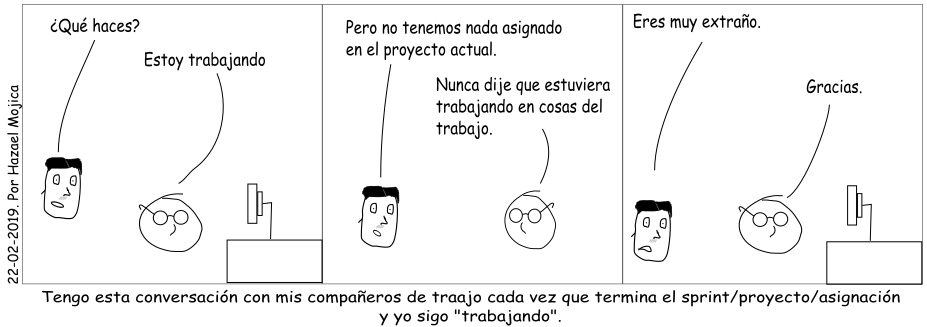 ¿Qué haces?
Estoy trabajando
Pero no tenemos nada asignado
en el proyecto actual.
Nunca dije que estuviera
trabajando en cosas del
trabajo.
Eres muy extraño.
Gracias.
22-02-2019. Por Hazael Mojica
Tengo esta conversación con mis compañeros de traajo cada vez que termina el sprint/proyecto/asignación
y yo sigo "trabajando".